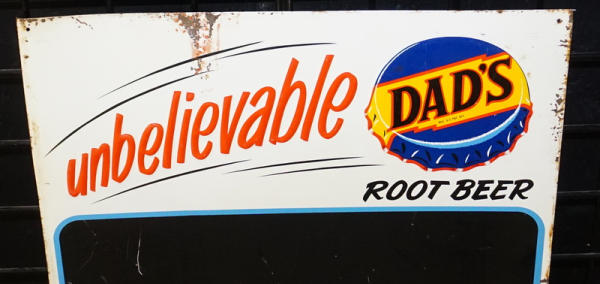 unbelievable
DAD'S
ROOT BEER